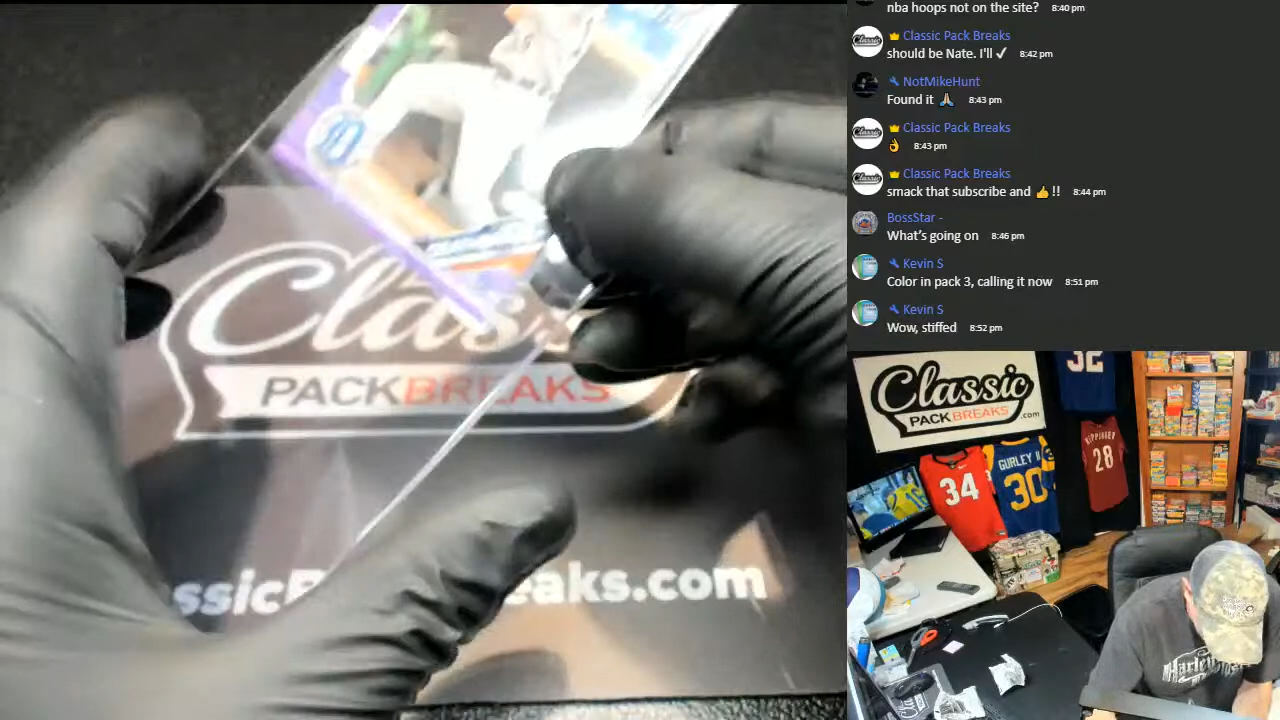 nba hoops not on the site? 8:40 pm
Classic Pack Breaks
should be Nate. I'll ✓ 8:42 pm
NotMikeHunt
Found it 🙏 8:43 pm
Classic Pack Breaks
👌 8:43 pm
Classic Pack Breaks
smack that subscribe and 👍 !! 8:44 pm
BossStar -
What's going on 8:46 pm
Kevin S
Color in pack 3, calling it now 8:51 pm
Kevin S
Wow, stiffed 8:52 pm
PACKBREAKS
eaks.com
Classic
PACKBREAKS.com
32
34
GURLEY II
30
28
Classic